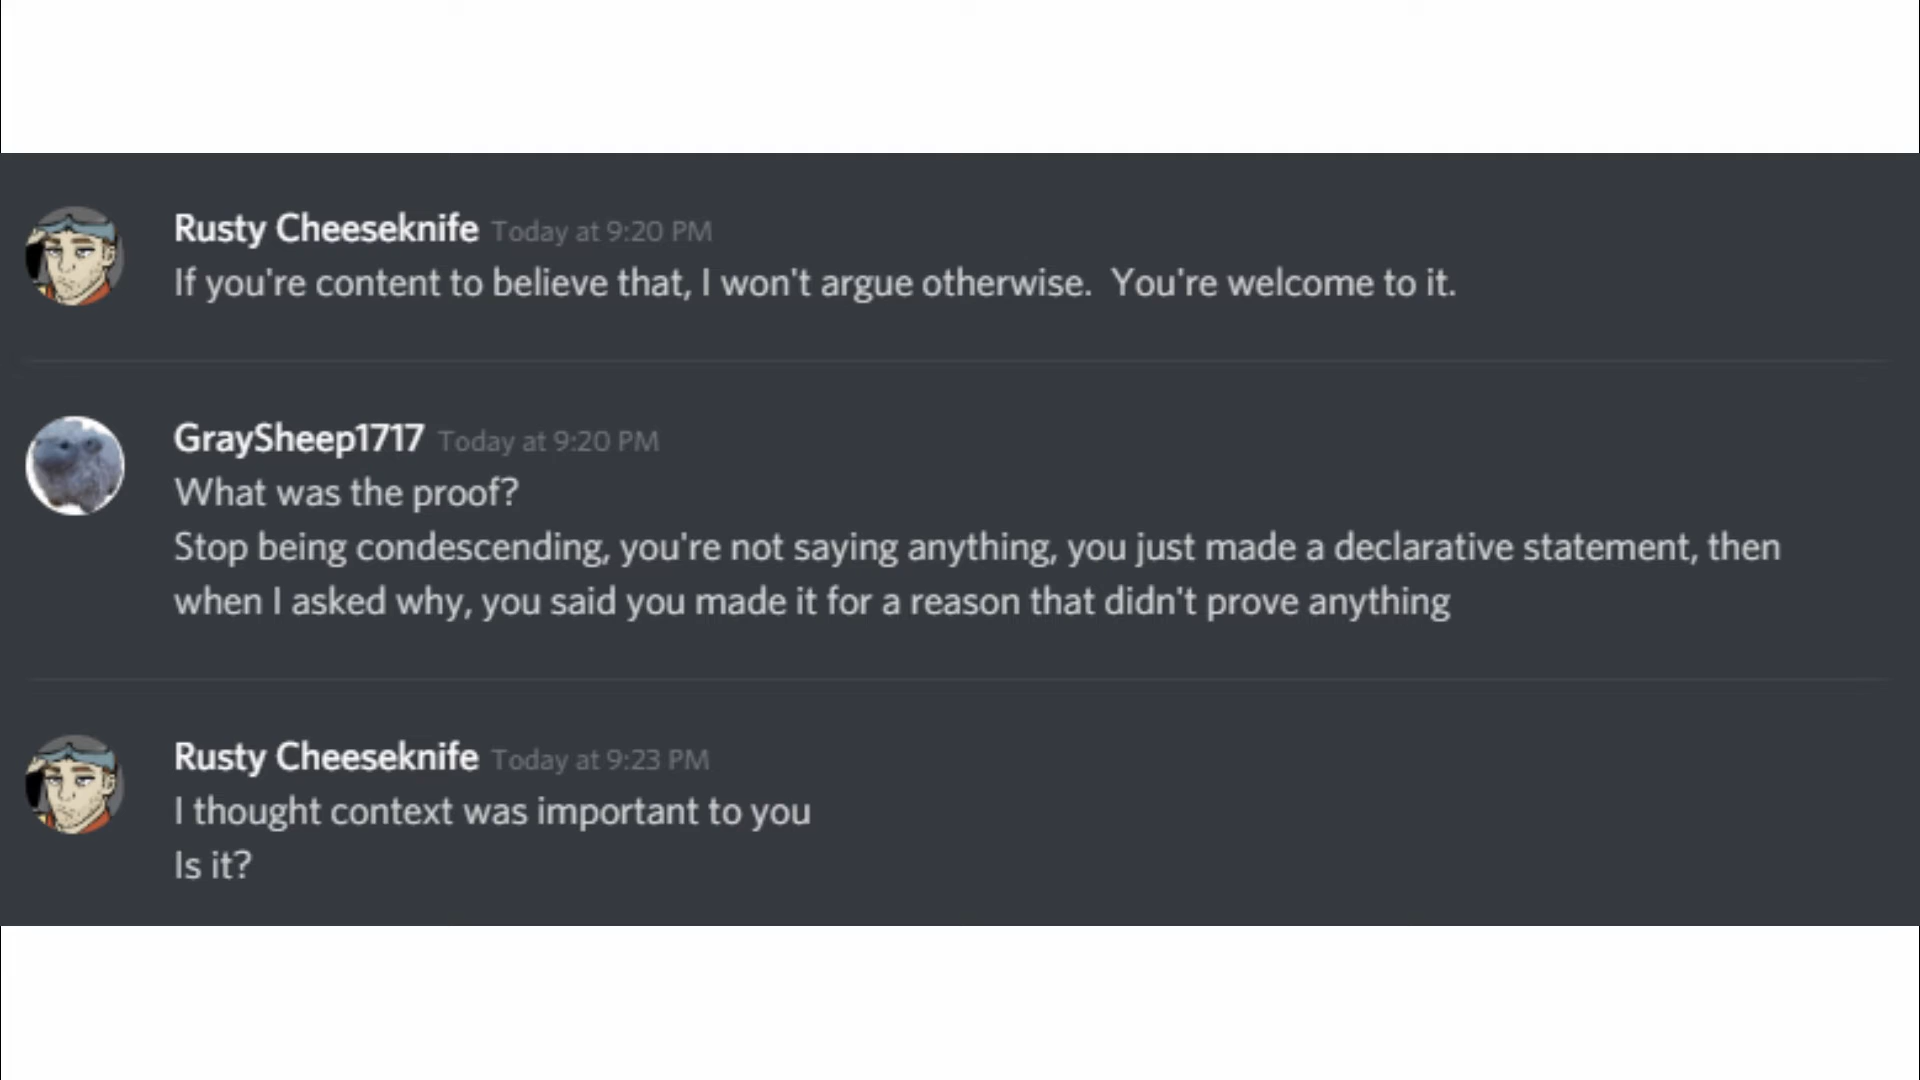 Rusty Cheeseknife Today at 9:20 PM
If you're content to believe that, I won't argue otherwise.  You're welcome to it.
GraySheep1717 Today at 9:20 PM
What was the proof?
Stop being condescending, you're not saying anything, you just made a declarative statement, then
when I asked why, you said you made it for a reason that didn't prove anything
Rusty Cheeseknife Today at 9:23 PM
I thought context was important to you
Is it?